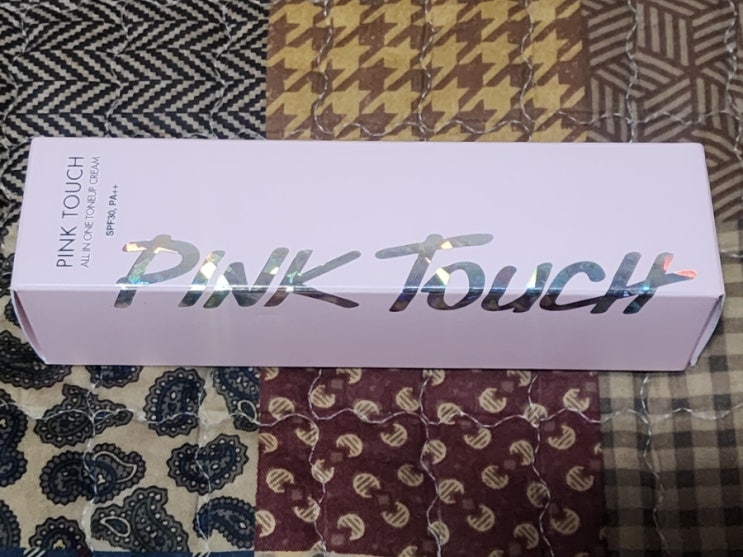 PINK TOUCH
ALL IN ONE TONEUP CREAM
SPF30, PA++
PINK TOUCH